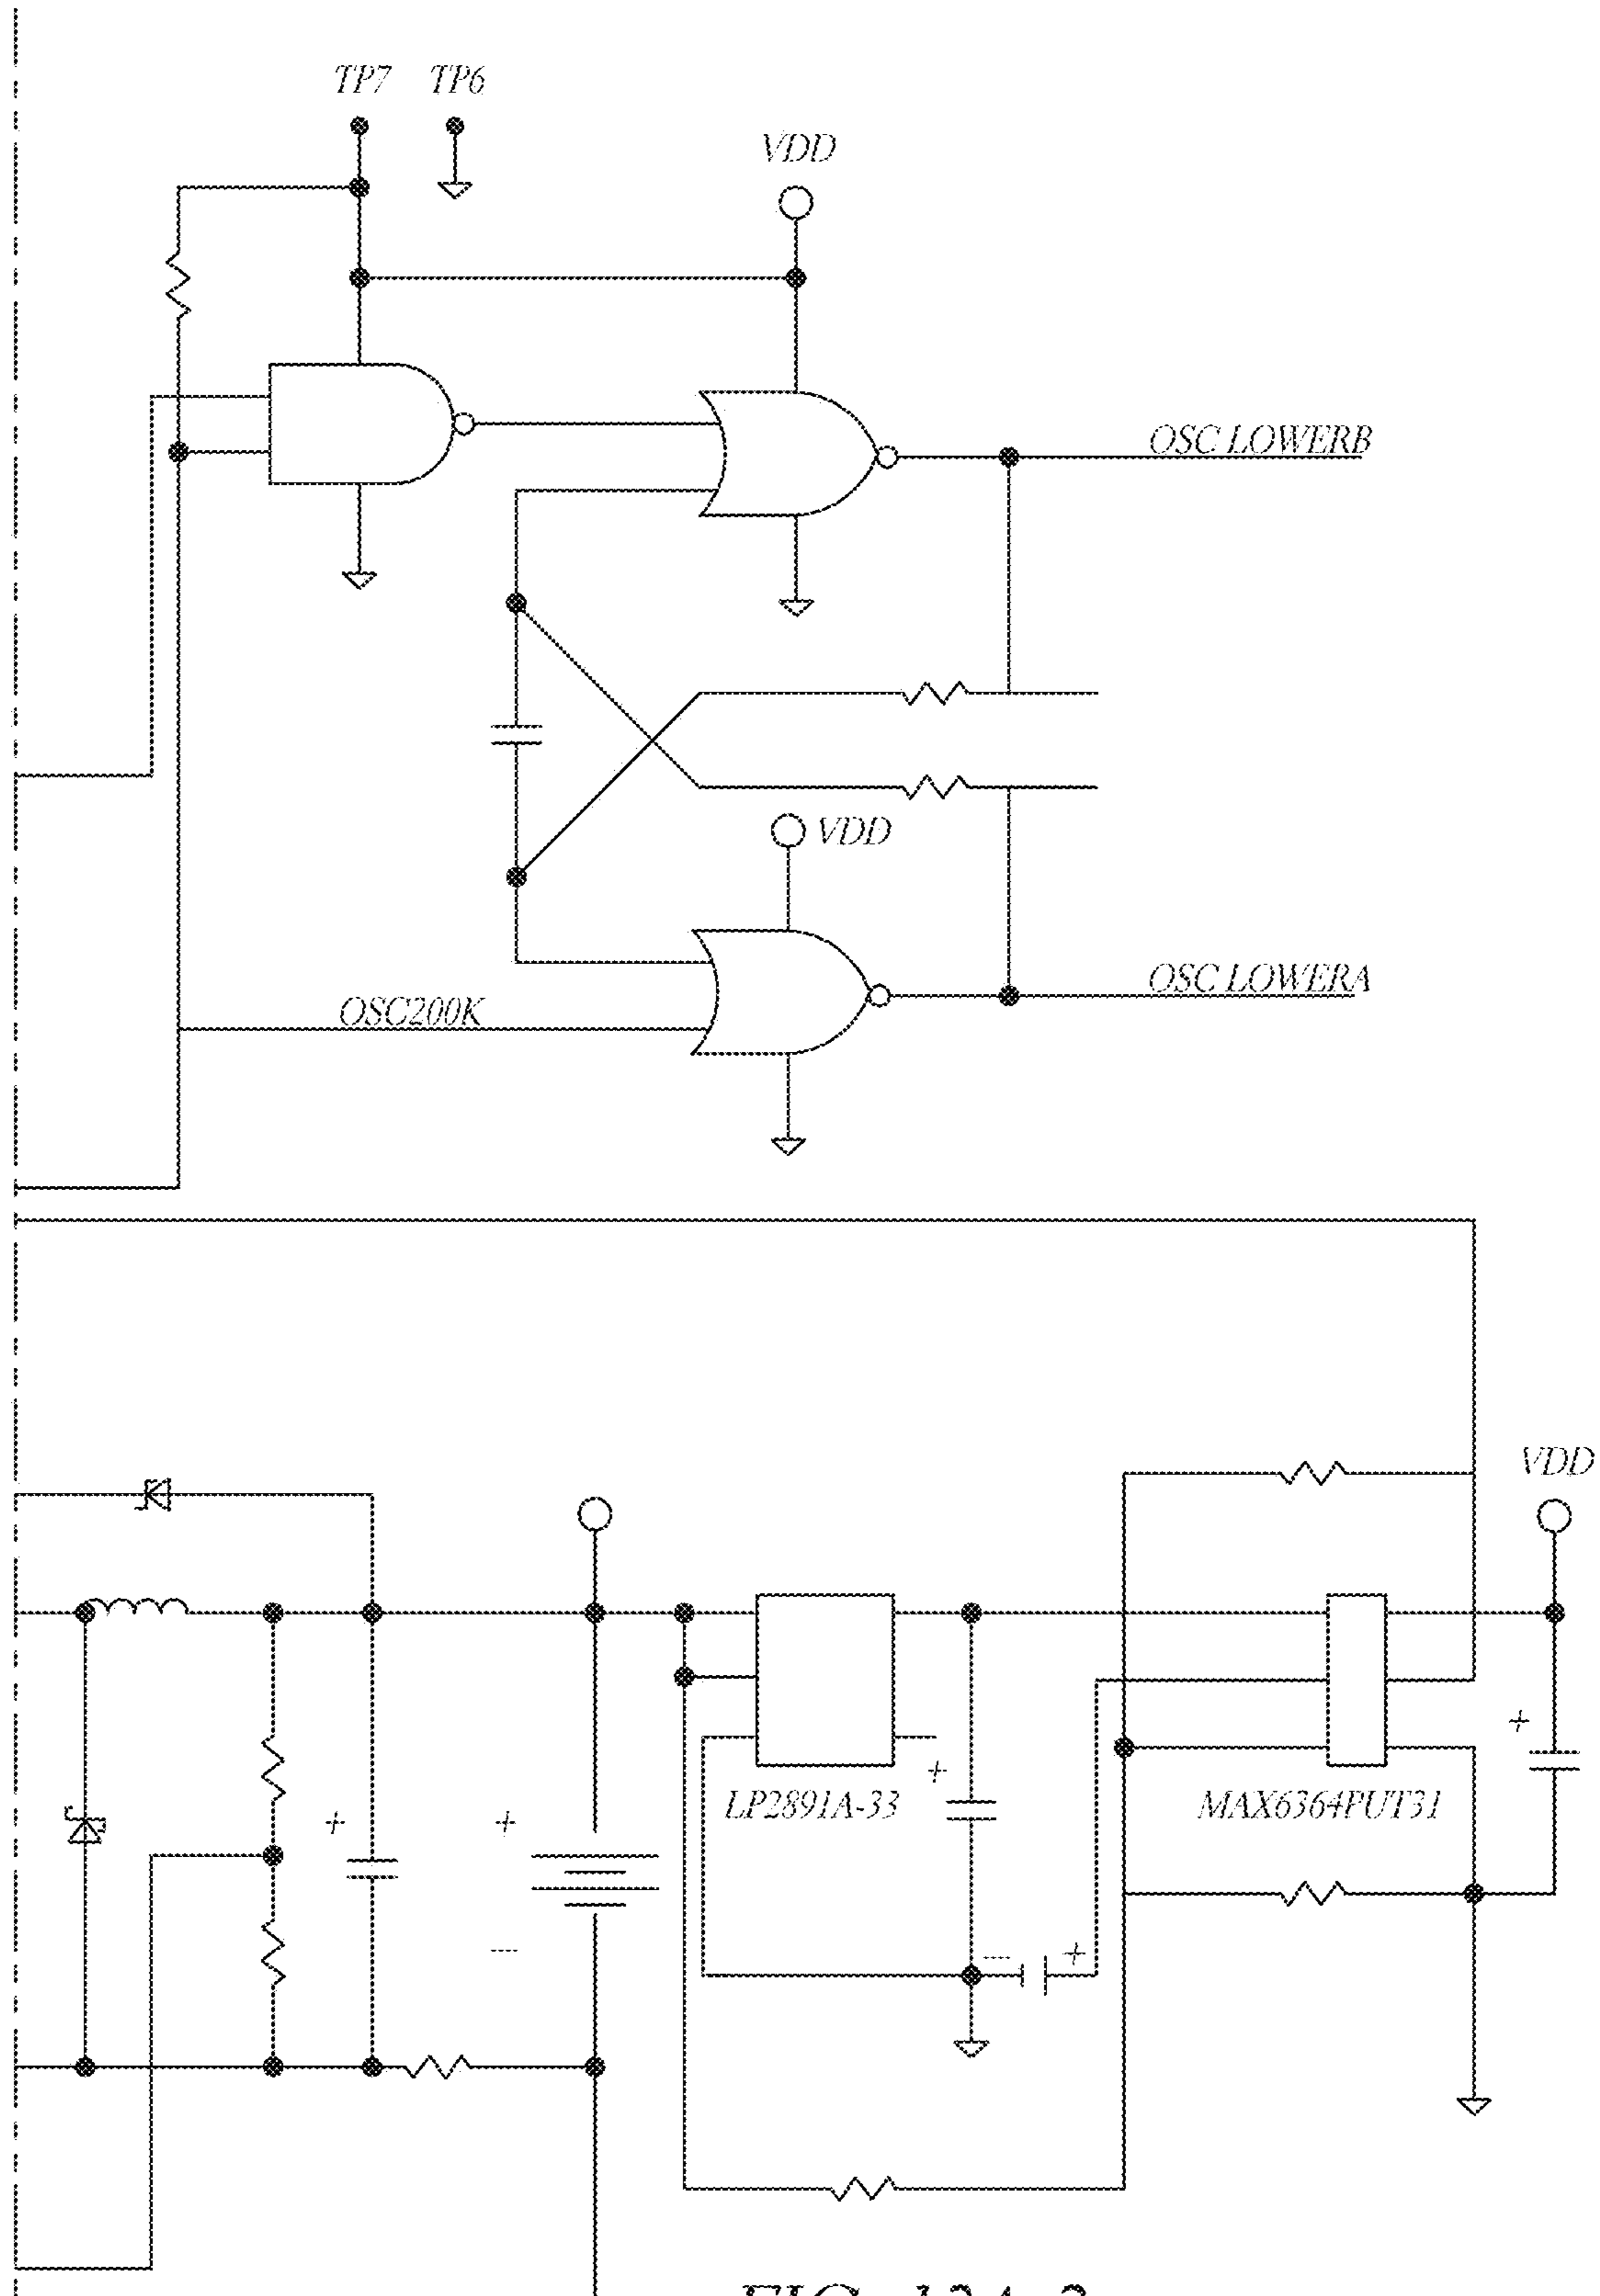 TP7 TP6
VDD
OSC LOWERB
VDD
OSC LOWERA
OSC200K
VDD
+
+
+
+
LP2891A-33
MAX6364PUT31
+
---
---
+